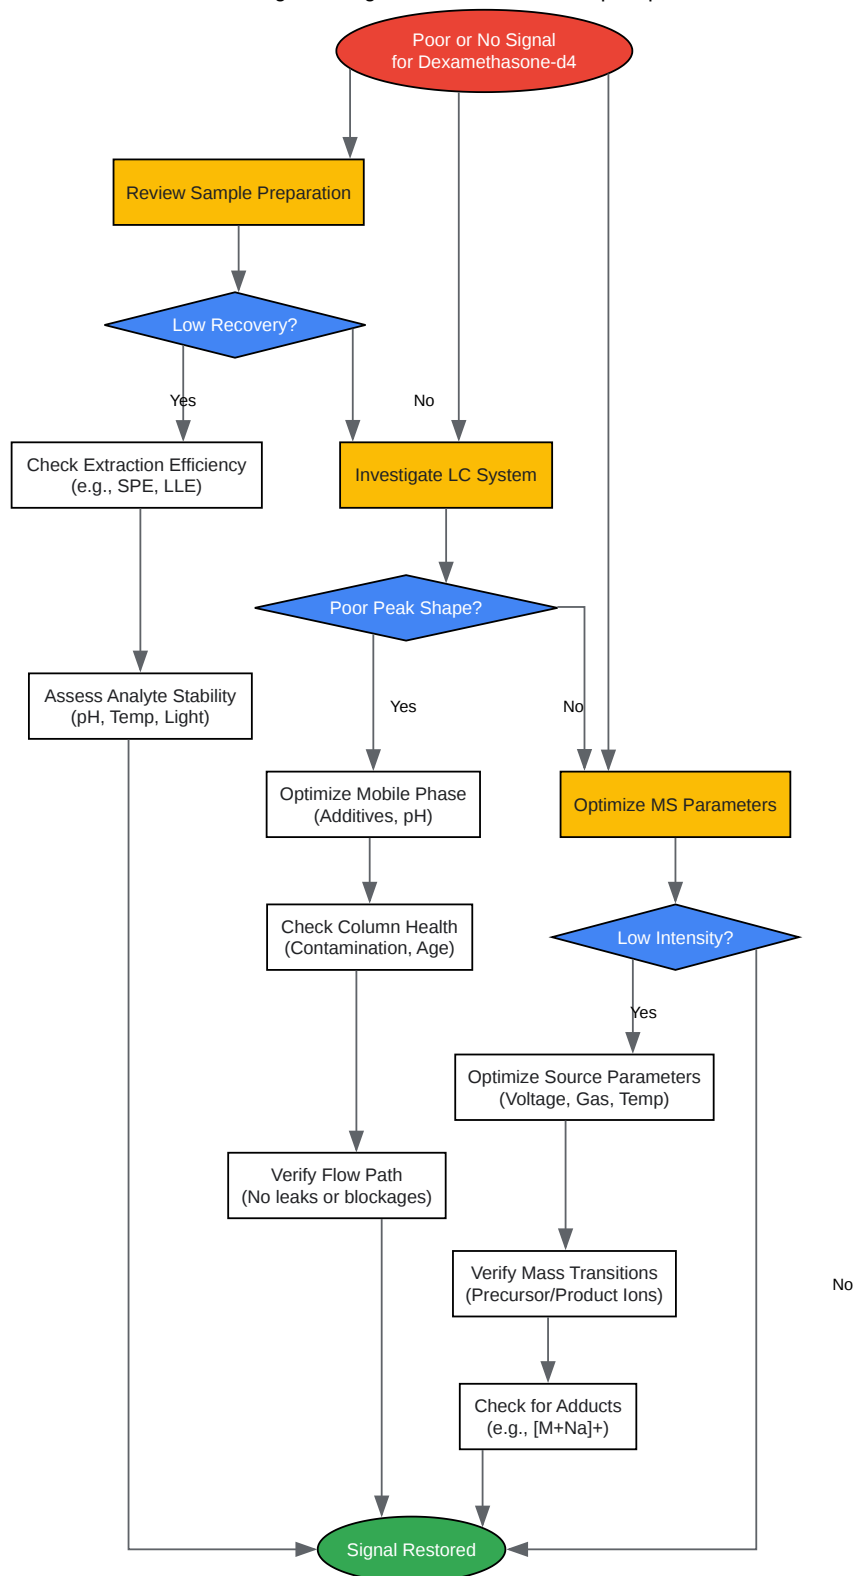 Poor or No Signal
for Dexamethasone-d4
Review Sample Preparation
Low Recovery?
Yes
No
Check Extraction Efficiency
(e.g., SPE, LLE)
Investigate LC System
Poor Peak Shape?
Assess Analyte Stability
(pH, Temp, Light)
Yes
No
Optimize Mobile Phase
(Additives, pH)
Optimize MS Parameters
Check Column Health
(Contamination, Age)
Low Intensity?
Yes
Optimize Source Parameters
(Voltage, Gas, Temp)
Verify Flow Path
(No leaks or blockages)
Verify Mass Transitions
(Precursor/Product Ions)
No
Check for Adducts
(e.g., [M+Na]+)
Signal Restored